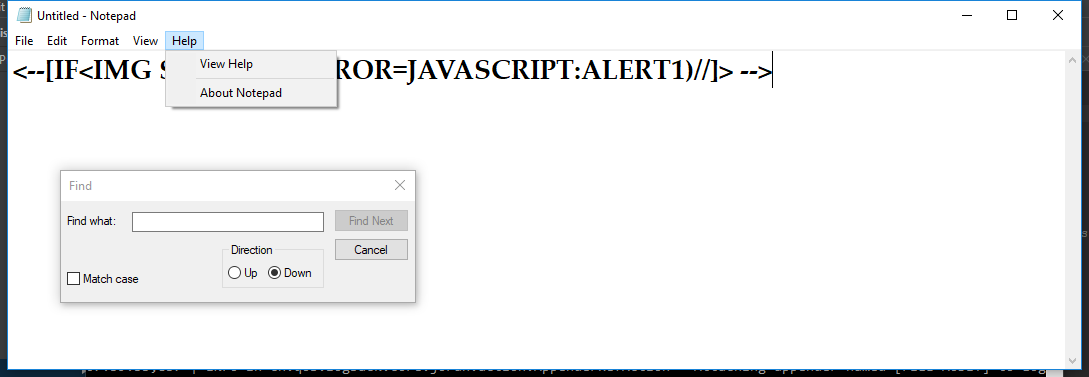 Untitled - Notepad
File Edit Format View Help
<--[IF<IMG S ROR=JAVASCRIPT:ALERT1)//]> -->
View Help
About Notepad
Find
Find what: Find Next
Direction Cancel
Up Down
Match case